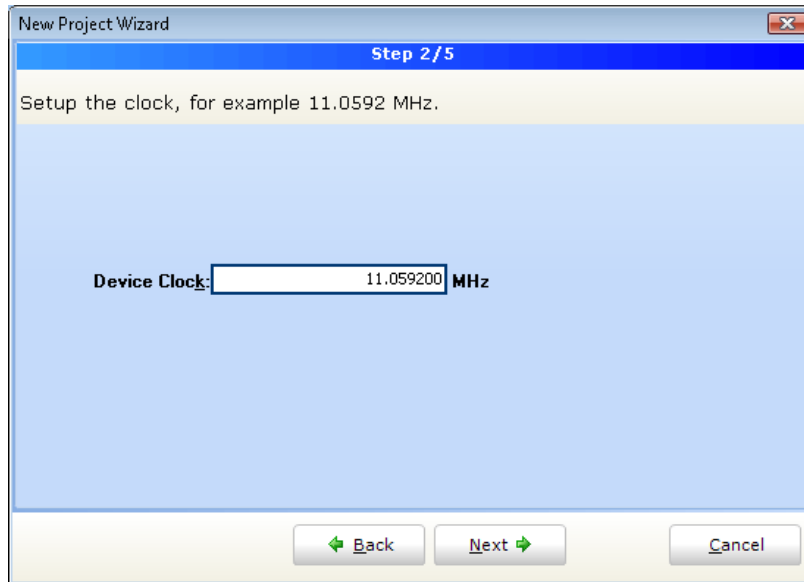 New Project Wizard
Step 2/5
Setup the clock, for example 11.0592 MHz.
Device Clock: 11.059200 MHz
Back Next Cancel